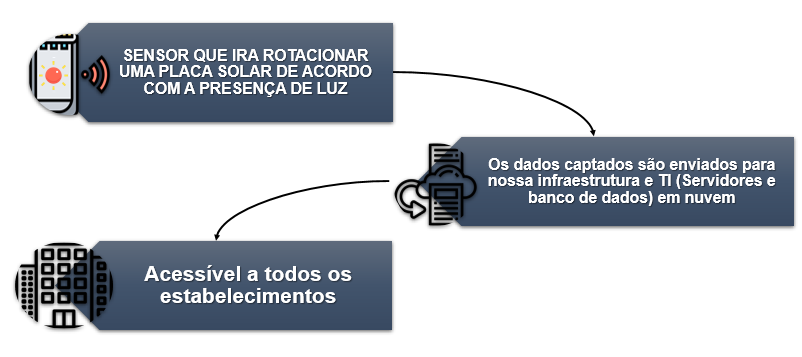 SENSOR QUE IRA ROTACIONAR
UMA PLACA SOLAR DE ACORDO
COM A PRESENÇA DE LUZ
Os dados captados são enviados para
nossa infraestrutura e TI (Servidores e
banco de dados) em nuvem
Acessível a todos os
estabelecimentos